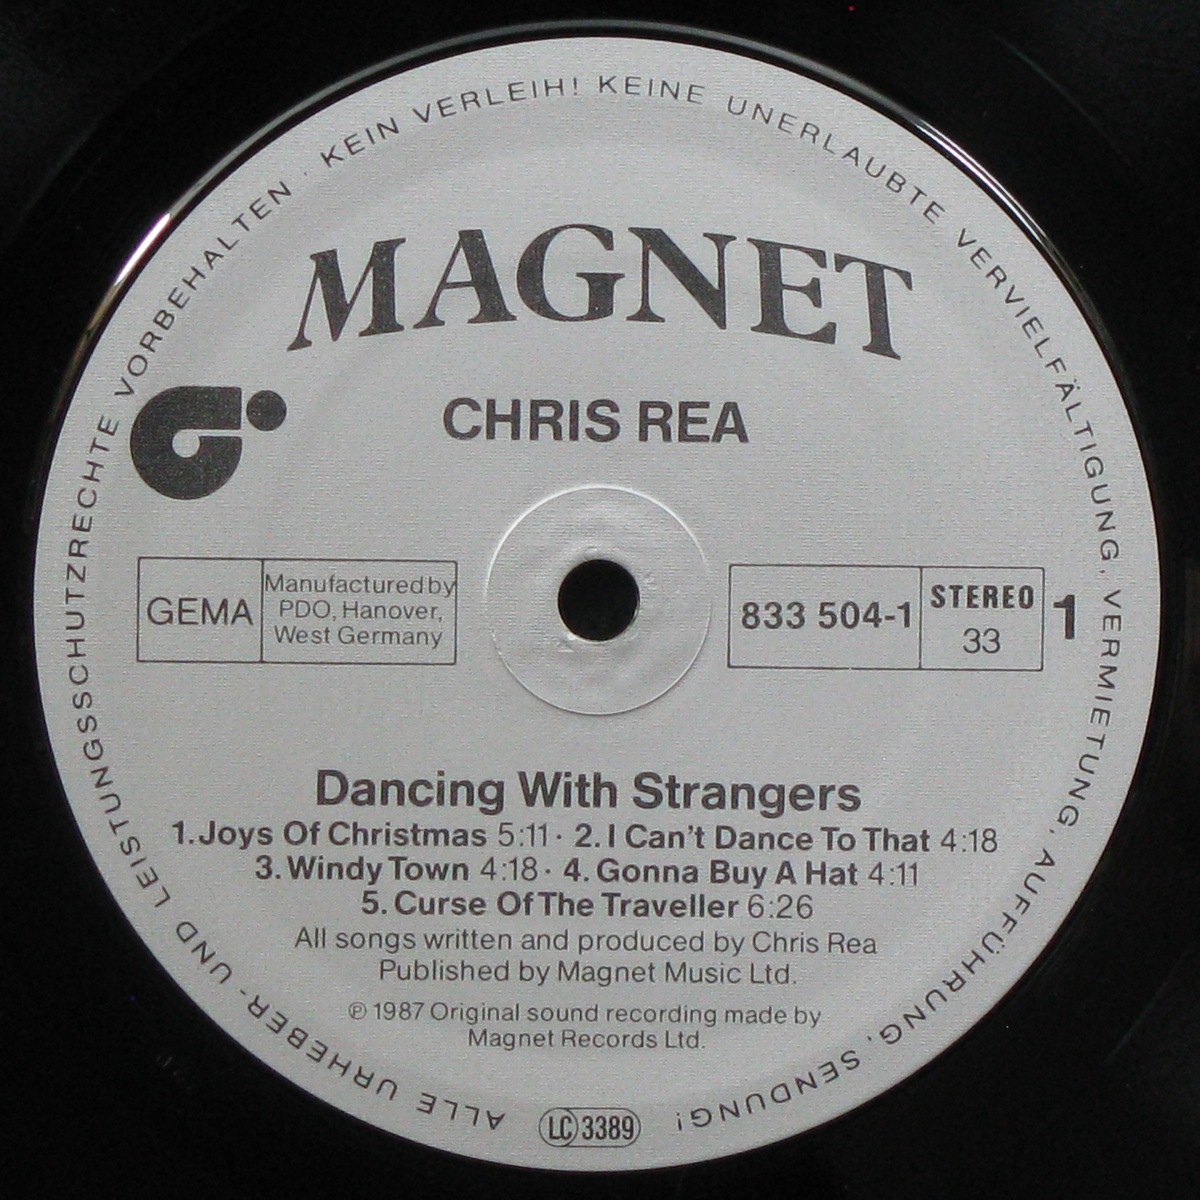 ALLE URHEBER- UND LEISTUNGSSCHUTZRECHTE VORBEHALTEN · KEIN VERLEIH! KEINE UNERLAUBTE VERVIELFÄLTIGUNG, VERMIETUNG, AUFFÜHRUNG, SENDUNG!
MAGNET
CHRIS REA
GEMA
Manufactured by
PDO, Hanover,
West Germany
833 504-1
STEREO
33
1
Dancing With Strangers
1. Joys Of Christmas 5:11 · 2. I Can't Dance To That 4:18
3. Windy Town 4:18 · 4. Gonna Buy A Hat 4:11
5. Curse Of The Traveller 6:26
All songs written and produced by Chris Rea
Published by Magnet Music Ltd.
℗ 1987 Original sound recording made by
Magnet Records Ltd.
LC 3389